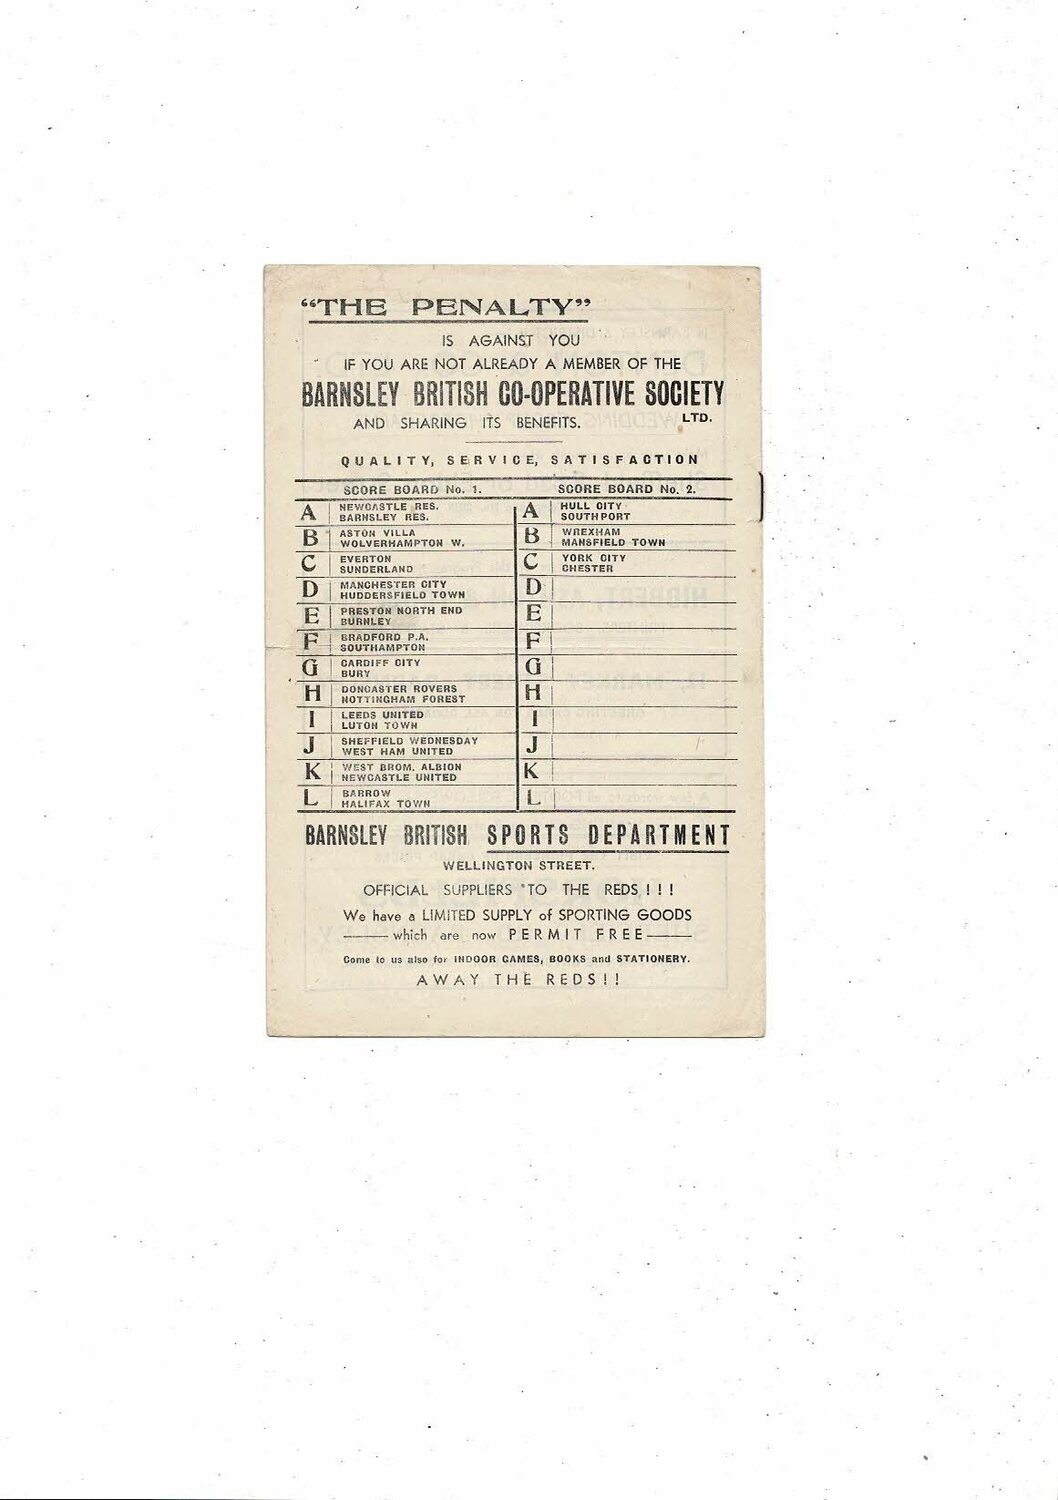 “THE PENALTY”
IS AGAINST YOU
IF YOU ARE NOT ALREADY A MEMBER OF THE
BARNSLEY BRITISH CO-OPERATIVE SOCIETY
AND SHARING ITS BENEFITS. LTD.
QUALITY, SERVICE, SATISFACTION
SCORE BOARD No. 1. SCORE BOARD No. 2.
A NEWCASTLE RES. A HULL CITY
BARNSLEY RES. SOUTHPORT
B ASTON VILLA B WREXHAM
WOLVERHAMPTON W. MANSFIELD TOWN
C EVERTON C YORK CITY
SUNDERLAND CHESTER
D MANCHESTER CITY D
HUDDERSFIELD TOWN
E PRESTON NORTH END E
BURNLEY
F BRADFORD P.A. F
SOUTHAMPTON
G CARDIFF CITY G
BURY
H DONCASTER ROVERS H
NOTTINGHAM FOREST
I LEEDS UNITED I
LUTON TOWN
J SHEFFIELD WEDNESDAY J
WEST HAM UNITED
K WEST BROM. ALBION K
NEWCASTLE UNITED
L BARROW L
HALIFAX TOWN
BARNSLEY BRITISH SPORTS DEPARTMENT
WELLINGTON STREET.
OFFICIAL SUPPLIERS TO THE REDS ! ! !
We have a LIMITED SUPPLY of SPORTING GOODS
which are now PERMIT FREE
Come to us also for INDOOR GAMES, BOOKS and STATIONERY.
AWAY THE REDS!!